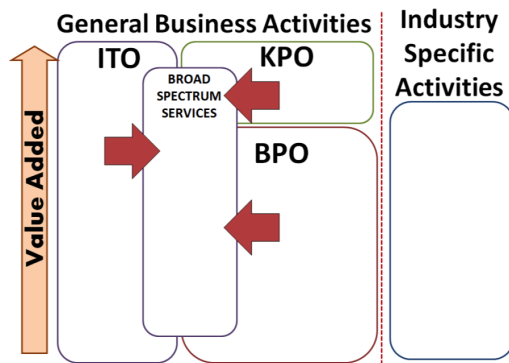 General Business Activities
Industry
Specific
Activities
ITO
KPO
BROAD
SPECTRUM
SERVICES
BPO
Value Added